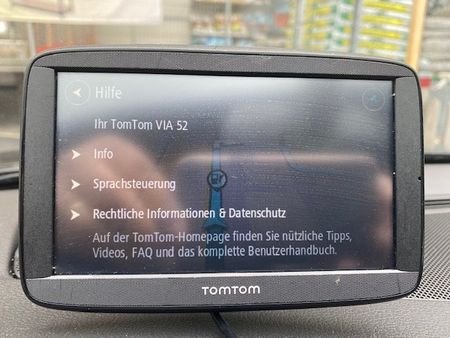 Hilfe
Ihr TomTom VIA 52
Info
Sprachsteuerung
Rechtliche Informationen & Datenschutz
Auf der TomTom-Homepage finden Sie nützliche Tipps,
Videos, FAQ und das komplette Benutzerhandbuch.
TOMTOM